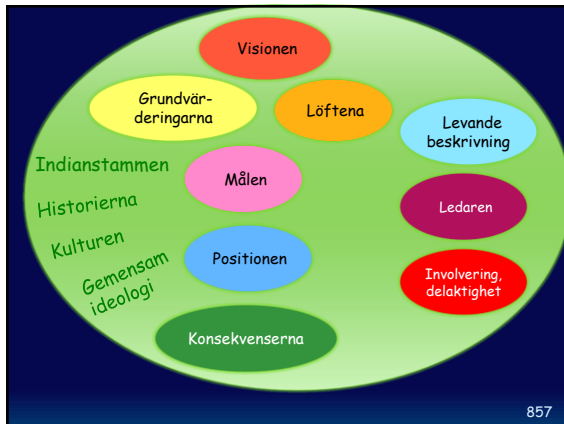 Visionen
Grundvär-
deringarna
Löftena
Levande
beskrivning
Indianstammen
Målen
Historierna
Ledaren
Kulturen
Positionen
Gemensam
ideologi
Involvering,
delaktighet
Konsekvenserna
857